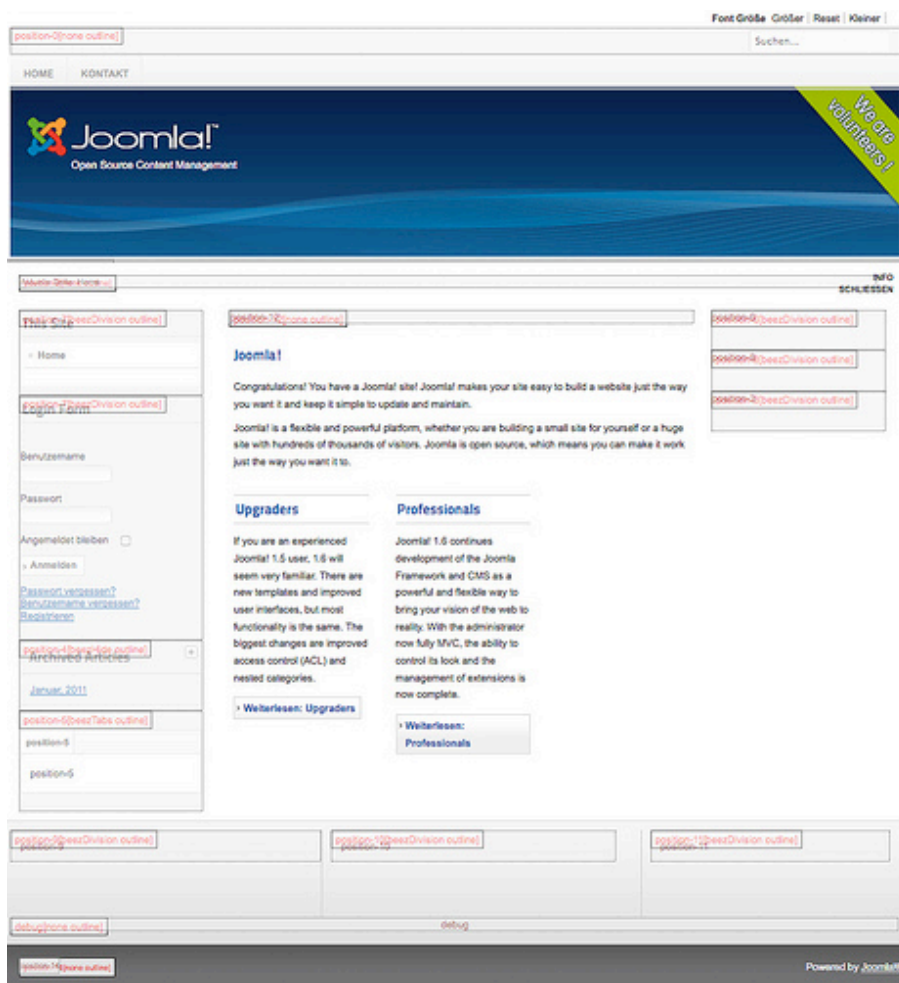 Font Größe Größer | Reset | Kleiner |
position-0[none outline]
Suchen...
HOME KONTAKT
Joomla!™
Open Source Content Management
We are
volunteers !
INFO
SCHLIESSEN
This Site
[beezDivision outline]
Home
[beezDivision outline]
Login Form
Benutzername
Passwort
Angemeldet bleiben
› Anmelden
Passwort vergessen?
Benutzername vergessen?
Registrieren
Archived Articles
+
Januar, 2011
position-5[beezTabs outline]
position-5
position-5
position-12[none outline]
Joomla!
Congratulations! You have a Joomla! site! Joomla! makes your site easy to build a website just the way
you want it and keep it simple to update and maintain.
Joomla! is a flexible and powerful platform, whether you are building a small site for yourself or a huge
site with hundreds of thousands of visitors. Joomla is open source, which means you can make it work
just the way you want it to.
Upgraders
If you are an experienced
Joomla! 1.5 user, 1.6 will
seem very familiar. There are
new templates and improved
user interfaces, but most
functionality is the same. The
biggest changes are improved
access control (ACL) and
nested categories.
› Weiterlesen: Upgraders
Professionals
Joomla! 1.6 continues
development of the Joomla
Framework and CMS as a
powerful and flexible way to
bring your vision of the web to
reality. With the administrator
now fully MVC, the ability to
control its look and the
management of extensions is
now complete.
› Weiterlesen:
Professionals
[beezDivision outline]
[beezDivision outline]
[beezDivision outline]
position-9[beezDivision outline]
position-9
position-10[beezDivision outline]
position-10
position-11[beezDivision outline]
position-11
debug[none outline]
debug
[none outline]
Powered by Joomla!®